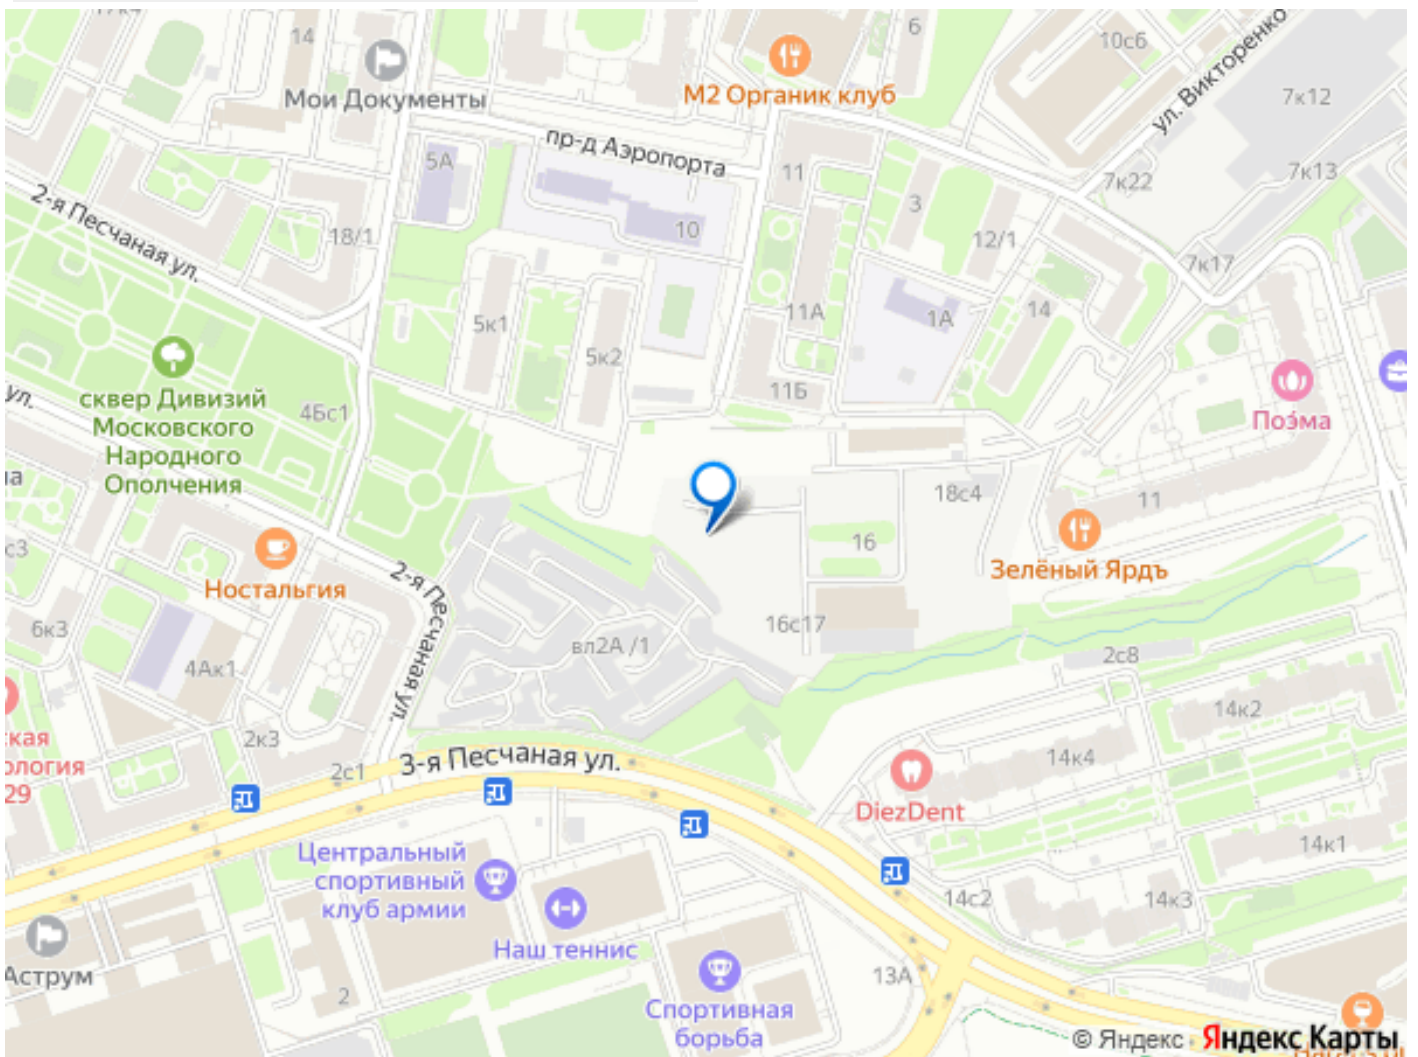 17к4
14
Мои Документы
М2 Органик клуб
6
10с6
ул. Викторенко
7к12
пр-д Аэропорта
5А
11
7к22
7к13
3
2-я Песчаная ул.
18/1
10
12/1
7к17
5к1
11А
1А
14
5к2
11Б
Поэма
сквер Дивизий
Московского
Народного
Ополчения
4Бс1
ул.
18с4
11
16
Зелёный Ярдъ
Ностальгия
2-я Песчаная ул.
6к3
4Ак1
вл2А /1
16с17
2с8
14к2
2к3
2с1
3-я Песчаная ул.
14к4
DiezDent
14к1
29
Центральный
спортивный
клуб армии
Наш теннис
14с2
14к3
Аструм
2
Спортивная
борьба
13А
© Яндекс
Яндекс Карты